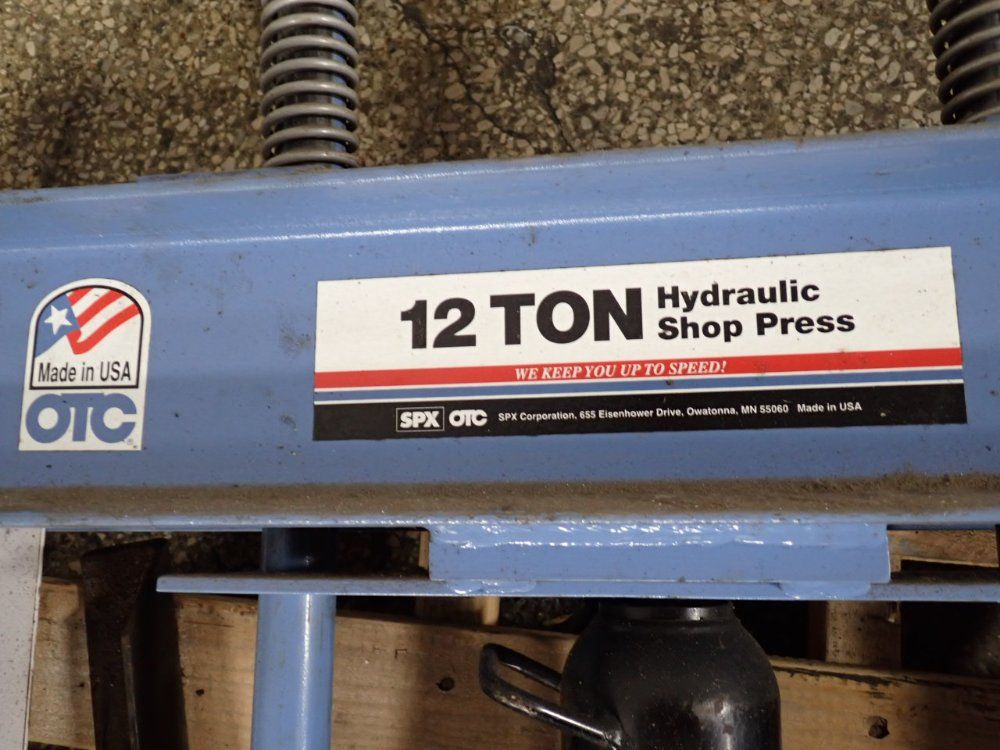 Made in USA
OTC
®
12 TON Hydraulic
Shop Press
WE KEEP YOU UP TO SPEED!
SPX OTC SPX Corporation, 655 Eisenhower Drive, Owatonna, MN 55060 Made in USA